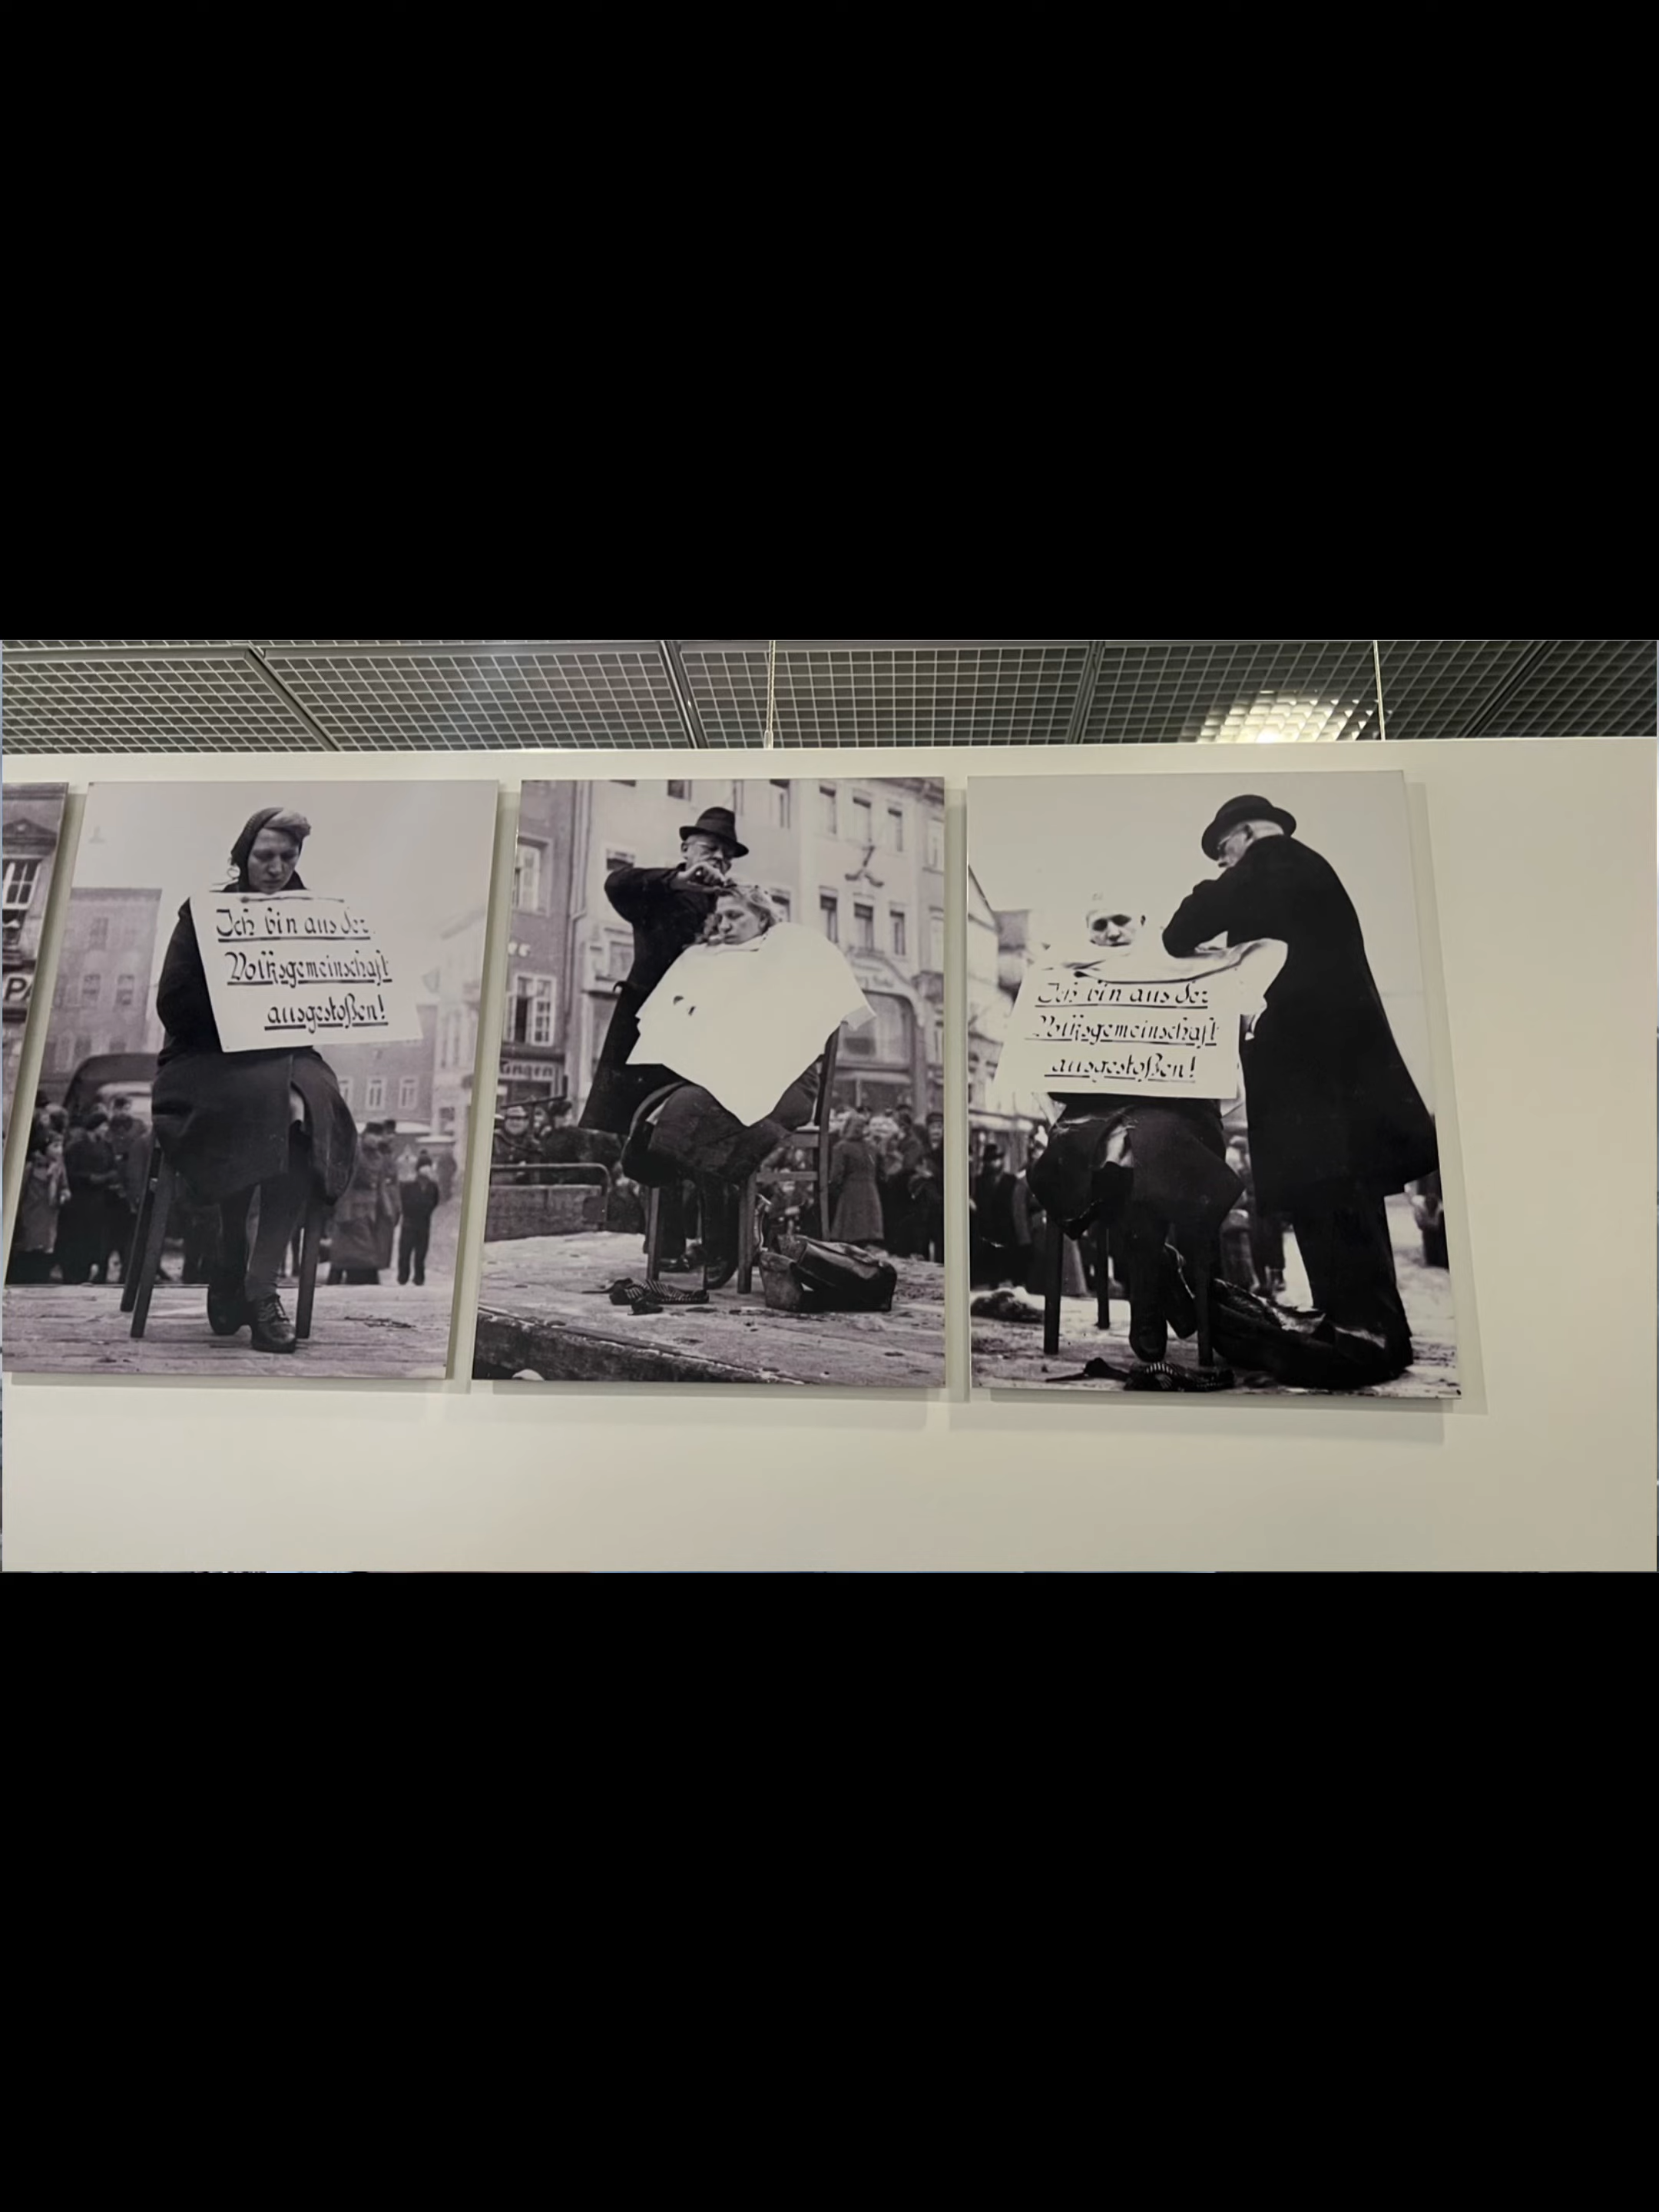 Ich bin aus der
Volksgemeinschaft
ausgestoßen!
Ich bin aus der
Volksgemeinschaft
ausgestoßen!